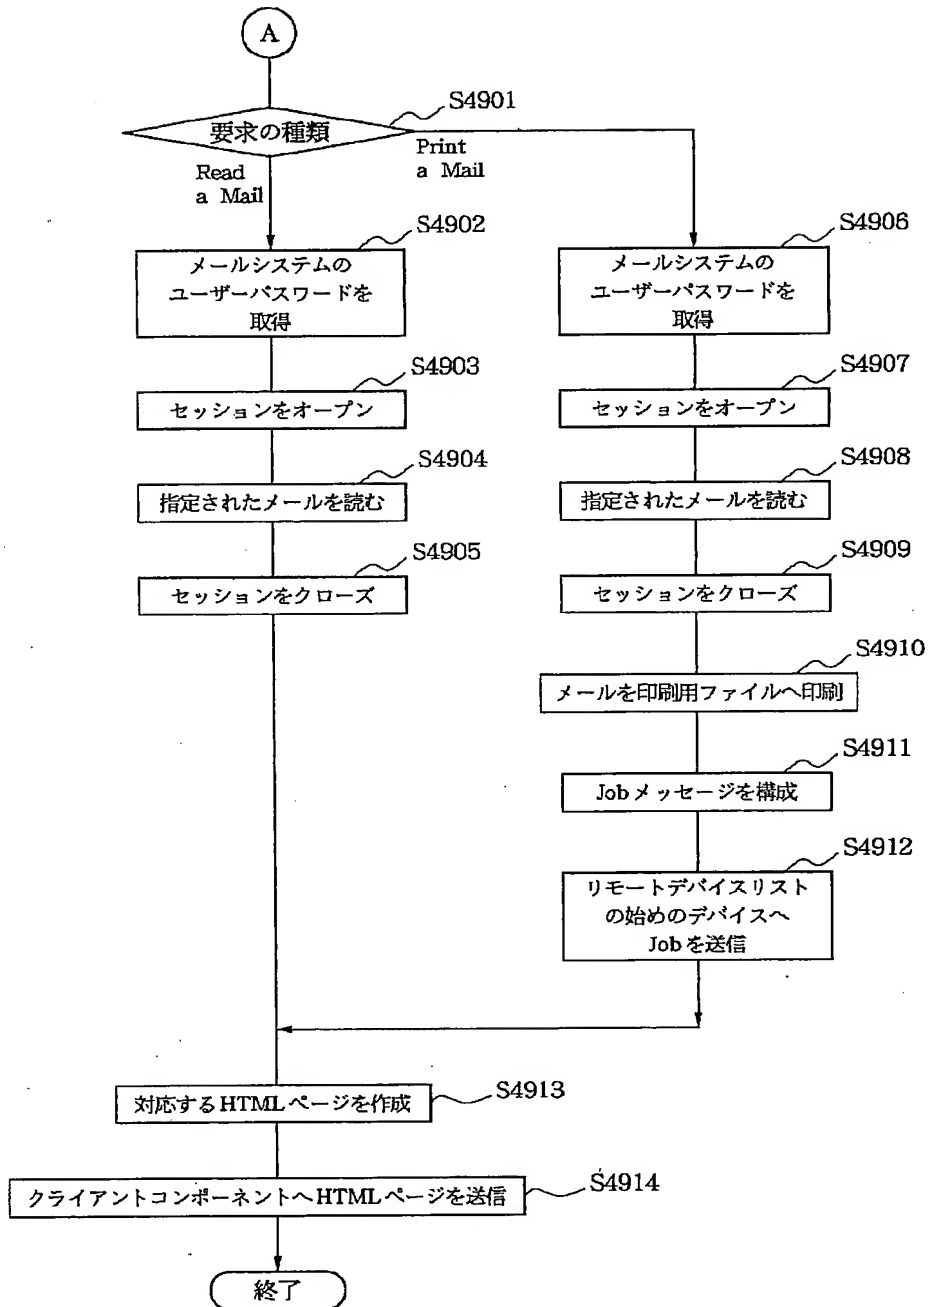 A
S4901
要求の種類
Print
a Mail
Read
a Mail
S4902
メールシステムの
ユーザーパスワードを
取得
S4903
セッションをオープン
S4904
指定されたメールを読む
S4905
セッションをクローズ
S4906
メールシステムの
ユーザーパスワードを
取得
S4907
セッションをオープン
S4908
指定されたメールを読む
S4909
セッションをクローズ
S4910
メールを印刷用ファイルへ印刷
S4911
Jobメッセージを構成
S4912
リモートデバイスリスト
の始めのデバイスへ
Jobを送信
S4913
対応するHTMLページを作成
S4914
クライアントコンポーネントへHTMLページを送信
終了